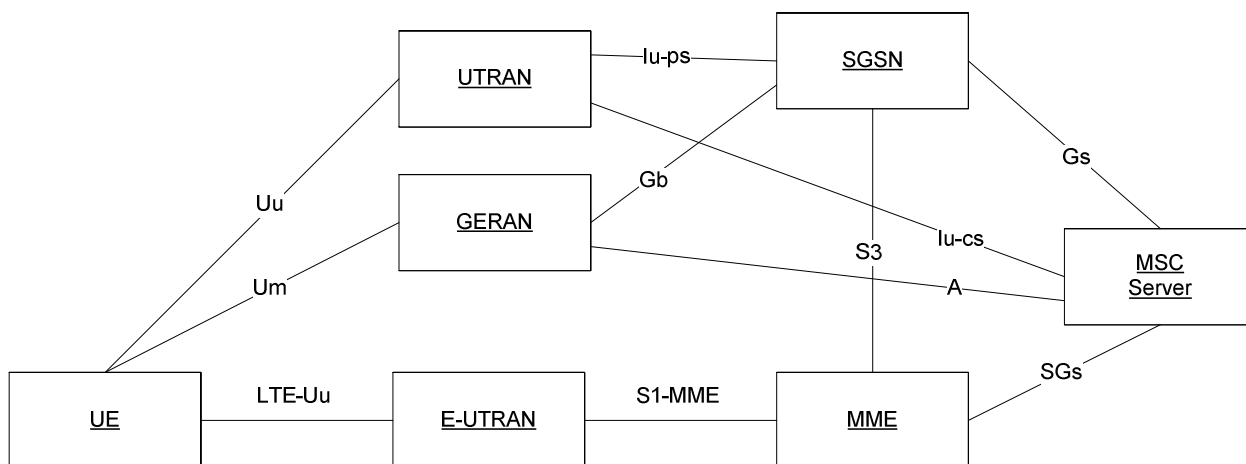 Iu-ps
SGSN
UTRAN
Gs
Gb
Uu
GERAN
Iu-cs
S3
MSC
Server
Um
A
SGs
LTE-Uu
S1-MME
UE
E-UTRAN
MME